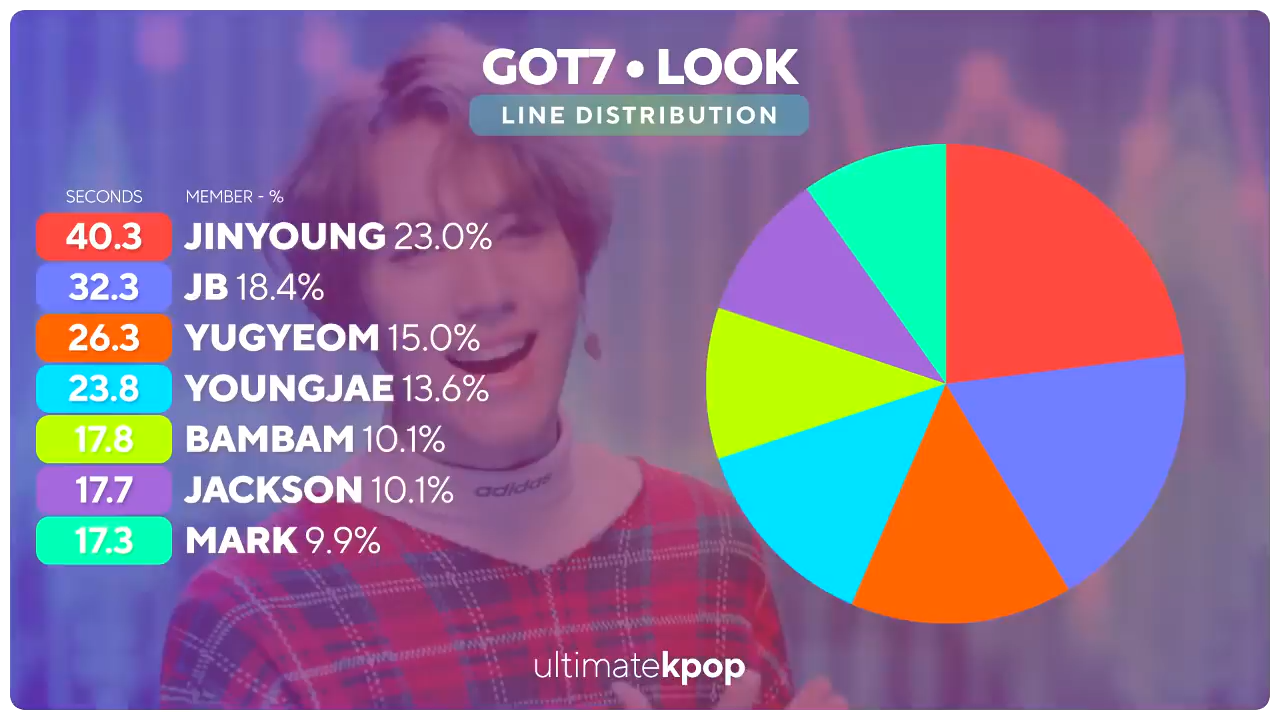 GOT7 • LOOK
LINE DISTRIBUTION
SECONDS MEMBER - %
40.3 JINYOUNG 23.0%
32.3 JB 18.4%
26.3 YUGYEOM 15.0%
23.8 YOUNGJAE 13.6%
17.8 BAMBAM 10.1%
17.7 JACKSON 10.1%
17.3 MARK 9.9%
adidas
ultimatekpop